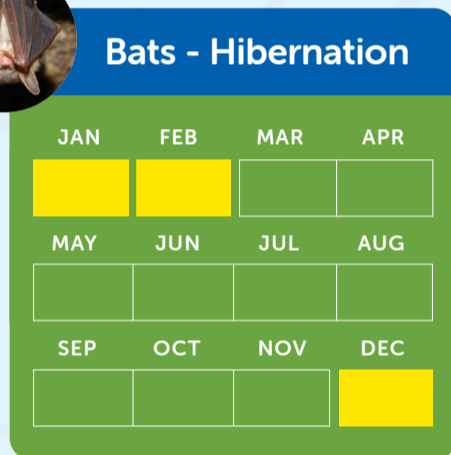 Bats - Hibernation
JAN FEB MAR APR
MAY JUN JUL AUG
SEP OCT NOV DEC